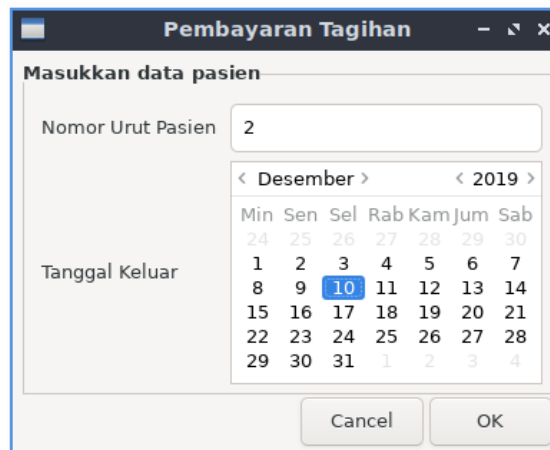 Pembayaran Tagihan
Masukkan data pasien
Nomor Urut Pasien 2
< Desember > < 2019 >
Min Sen Sel Rab Kam Jum Sab
24 25 26 27 28 29 30
1 2 3 4 5 6 7
Tanggal Keluar
8 9 10 11 12 13 14
15 16 17 18 19 20 21
22 23 24 25 26 27 28
29 30 31 1 2 3 4
Cancel OK